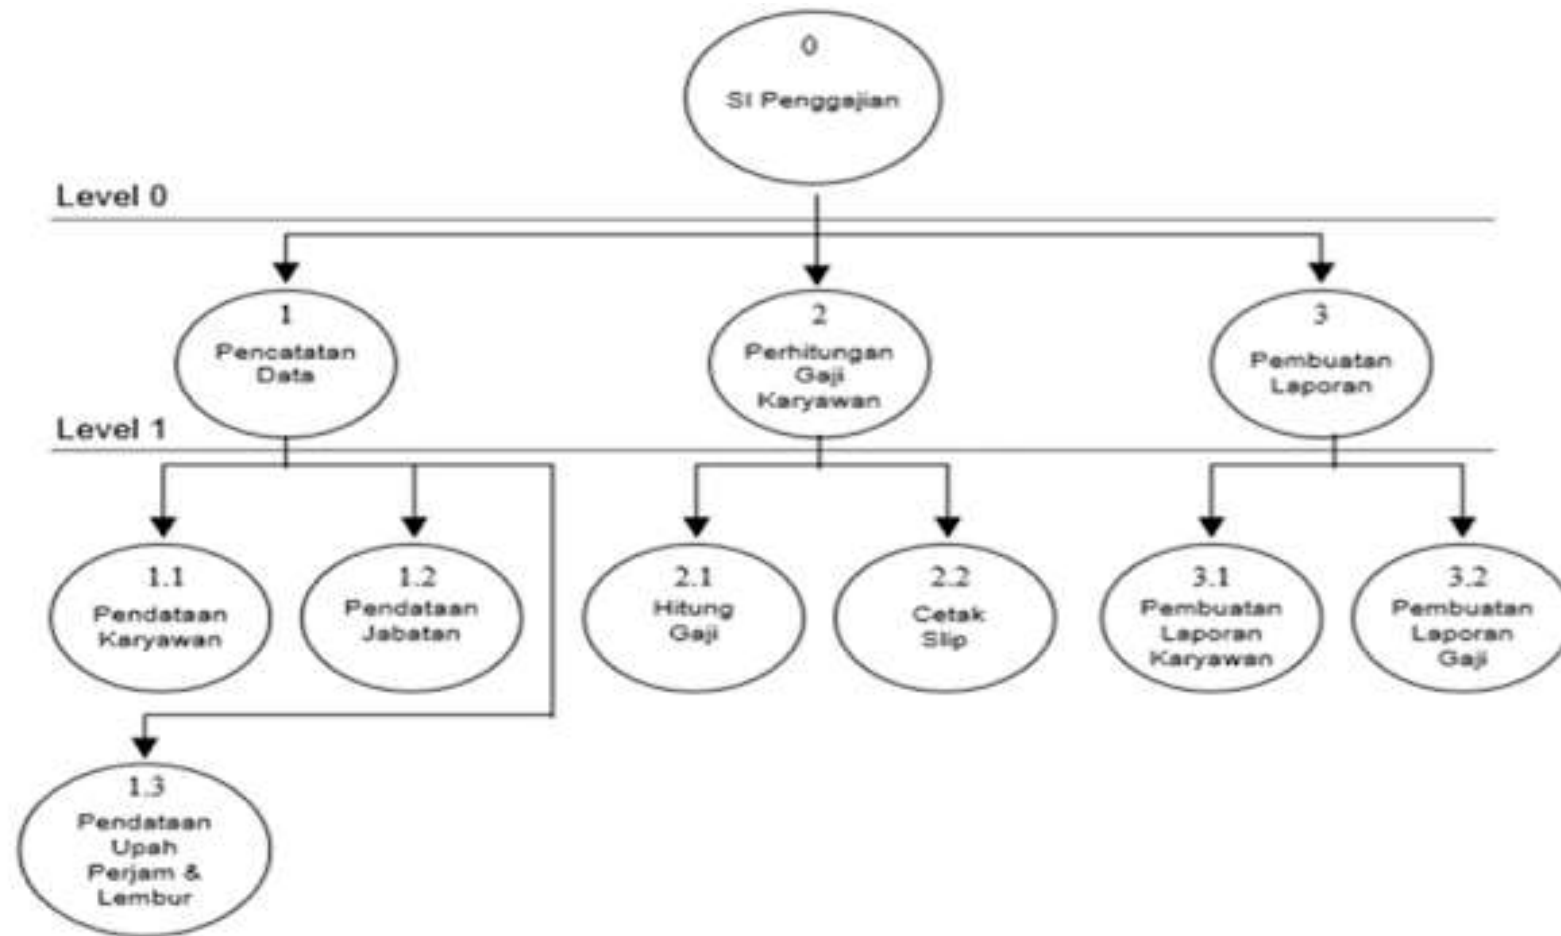 0
SI Penggajian
Level 0
1
Pencatatan
Data
2
Perhitungan
Gaji
Karyawan
3
Pembuatan
Laporan
Level 1
1.1
Pendataan
Karyawan
1.2
Pendataan
Jabatan
2.1
Hitung
Gaji
2.2
Cetak
Slip
3.1
Pembuatan
Laporan
Karyawan
3.2
Pembuatan
Laporan
Gaji
1.3
Pendataan
Upah
Perjam &
Lembur